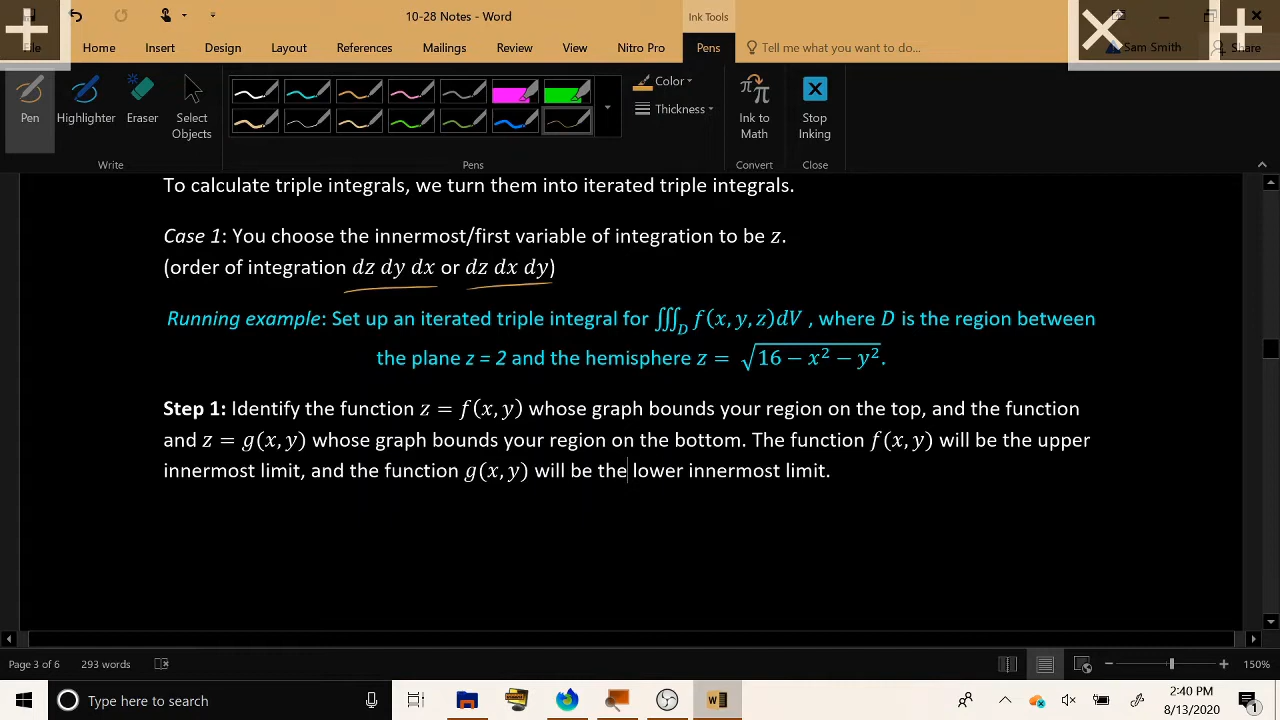 10-28 Notes - Word
Ink Tools
File Home Insert Design Layout References Mailings Review View Nitro Pro Pens Tell me what you want to do... Sam Smith Share
Color
Thickness
Pen Highlighter Eraser Select Objects Ink to Math Stop Inking
Write Pens Convert Close
To calculate triple integrals, we turn them into iterated triple integrals.
Case 1: You choose the innermost/first variable of integration to be z.
(order of integration dz dy dx or dz dx dy)
Running example: Set up an iterated triple integral for ∭_D f(x, y, z)dV , where D is the region between
the plane z = 2 and the hemisphere z = √(16 − x² − y²).
Step 1: Identify the function z = f(x, y) whose graph bounds your region on the top, and the function
and z = g(x, y) whose graph bounds your region on the bottom. The function f(x, y) will be the upper
innermost limit, and the function g(x, y) will be the lower innermost limit.
Page 3 of 6 293 words 150%
Type here to search
2:40 PM
8/13/2020
1